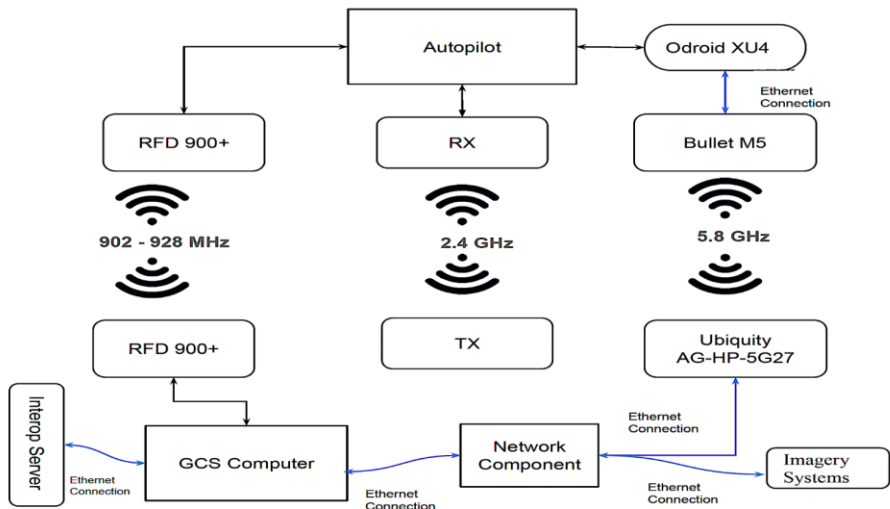 Autopilot
Odroid XU4
Ethernet
Connection
RFD 900+
RX
Bullet M5
902 - 928 MHz
2.4 GHz
5.8 GHz
RFD 900+
TX
Ubiquity
AG-HP-5G27
Interop Server
Ethernet
Connection
GCS Computer
Ethernet
Connection
Network
Component
Ethernet
Connection
Ethernet
Connection
Imagery
Systems